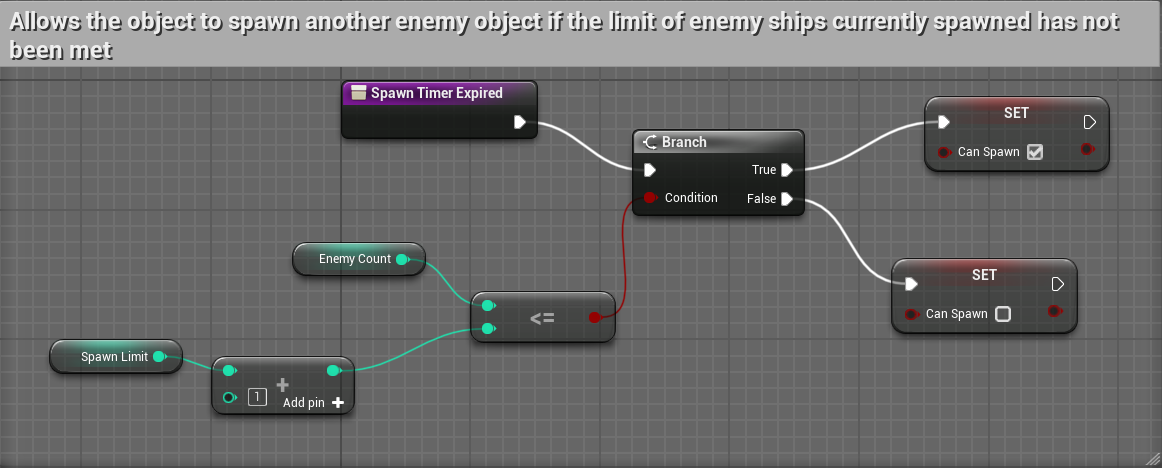 Allows the object to spawn another enemy object if the limit of enemy ships currently spawned has not
been met
Spawn Timer Expired
SET
Can Spawn
Branch
True
Condition
False
Enemy Count
<=
SET
Can Spawn
Spawn Limit
+
1
Add pin +